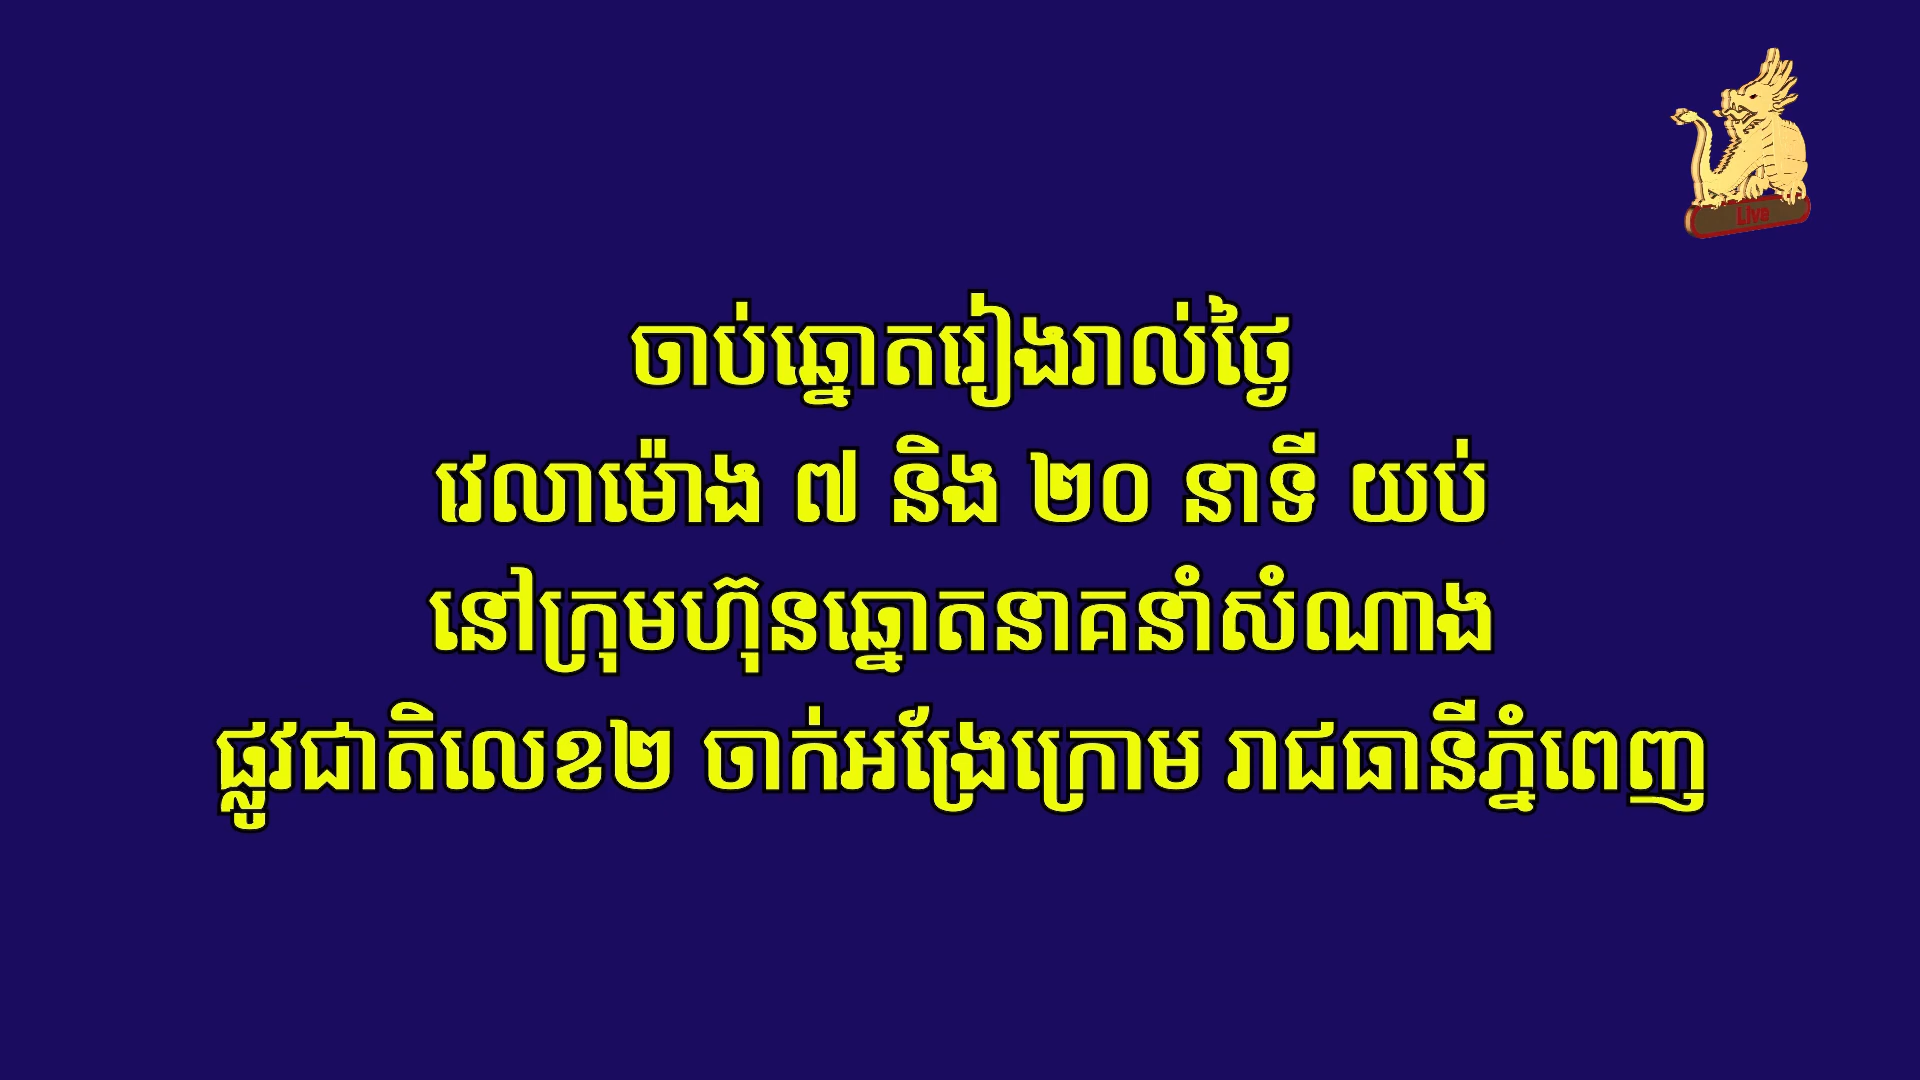 Live
ចាប់ឆ្នោតរៀងរាល់ថ្ងៃ
វេលាម៉ោង ៧ និង ២០ នាទី យប់
នៅក្រុមហ៊ុនឆ្នោតនាគនាំសំណាង
ផ្លូវជាតិលេខ២ ចាក់អង្រែក្រោម រាជធានីភ្នំពេញ